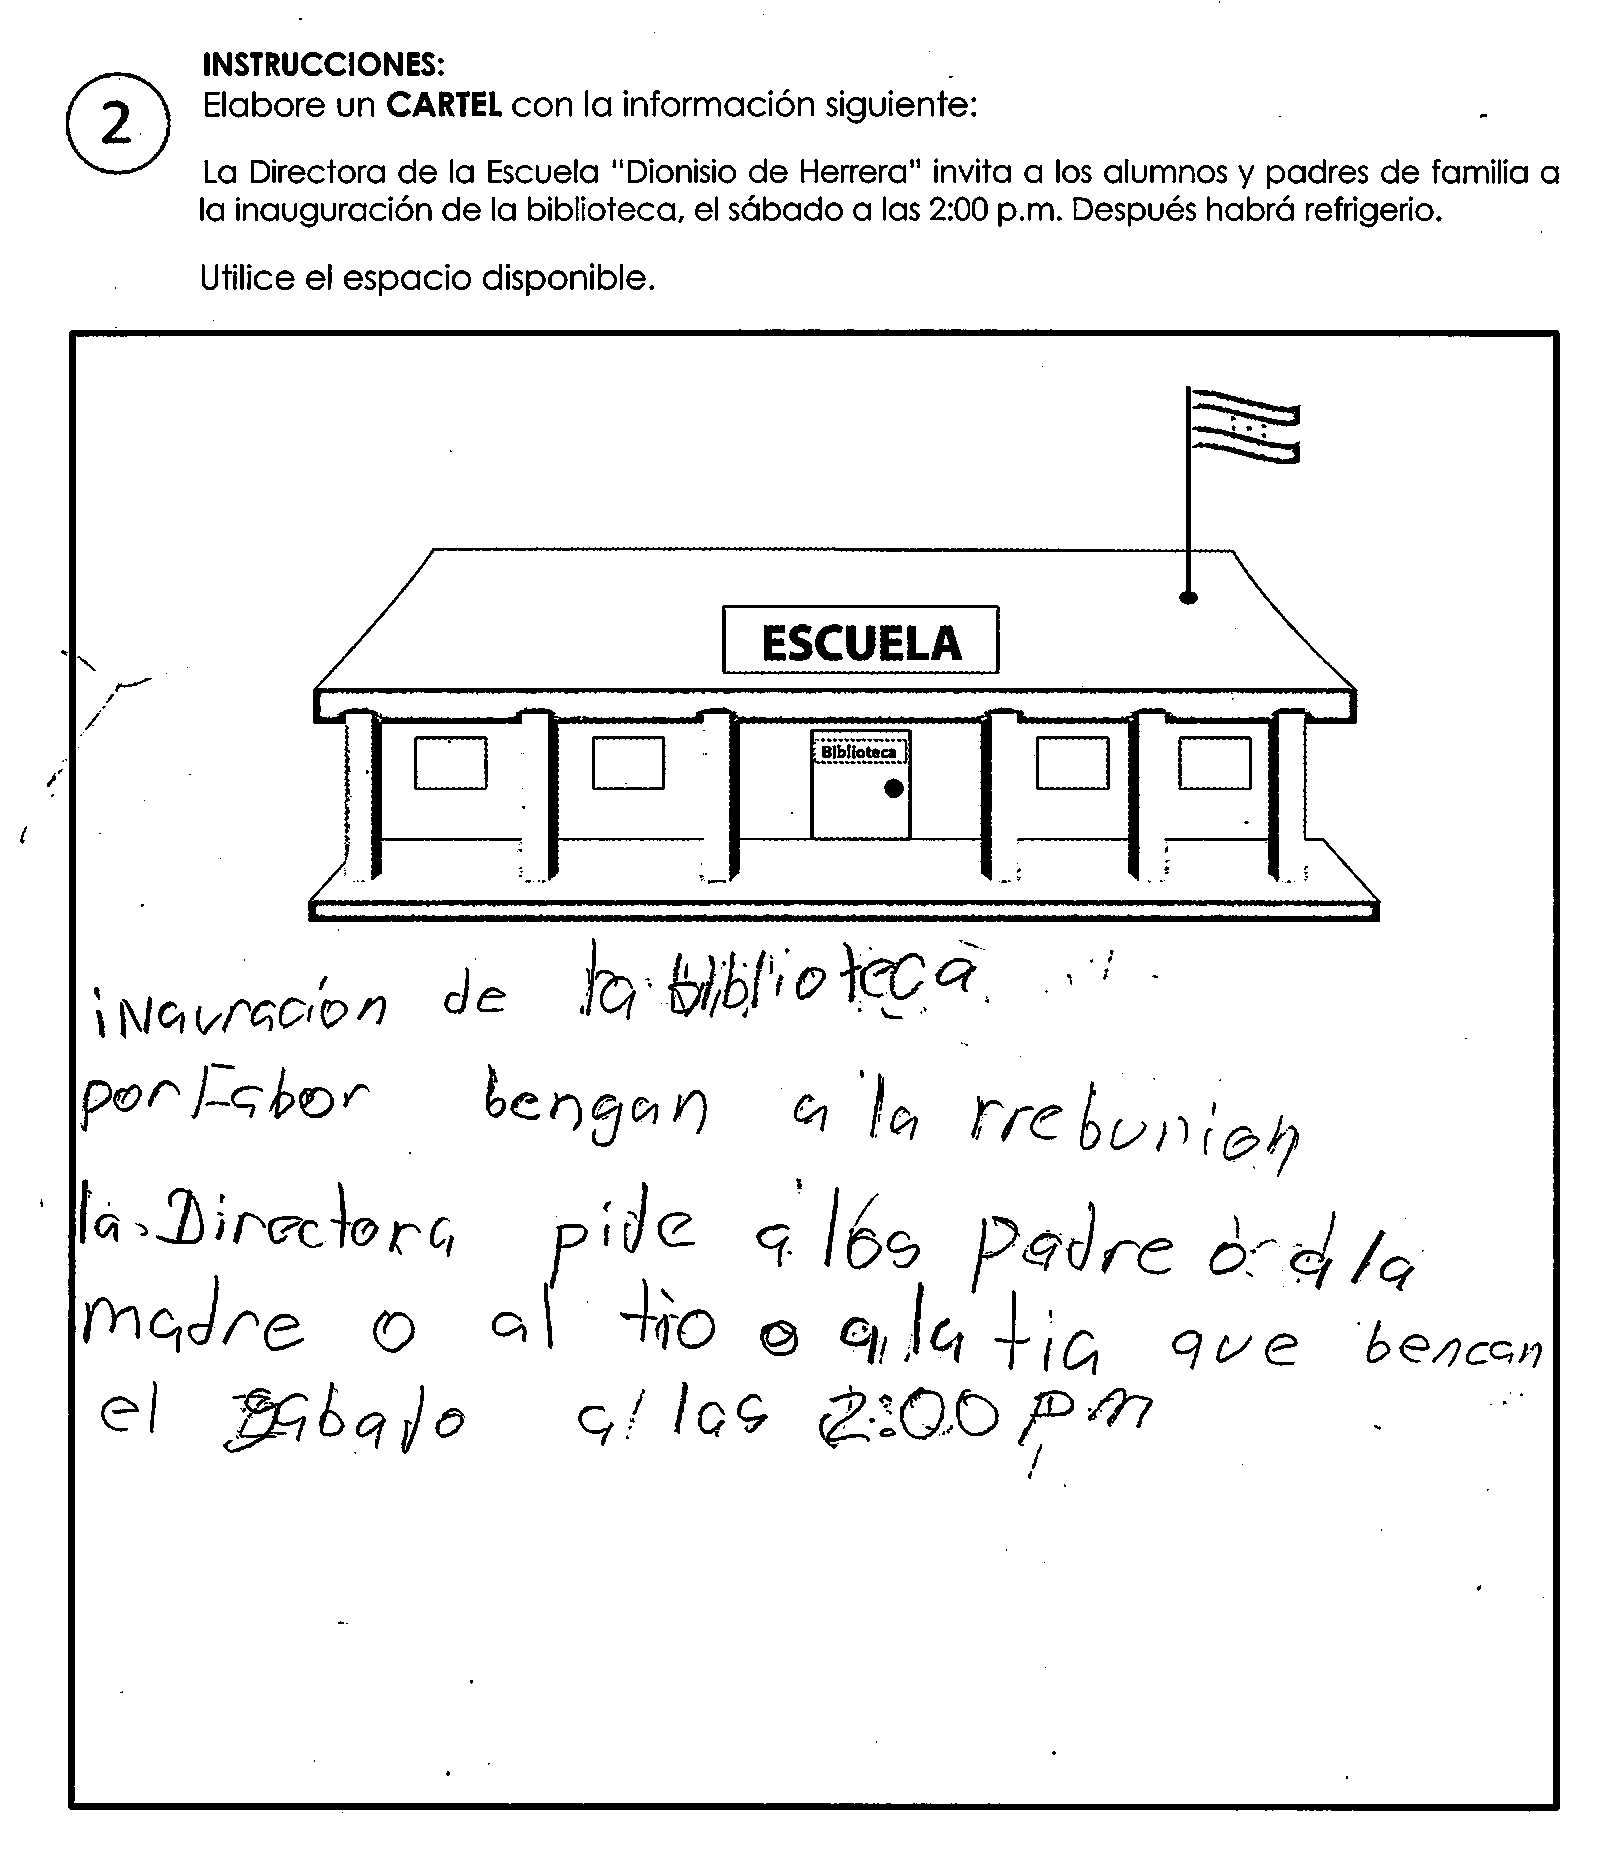 INSTRUCCIONES:
2
Elabore un CARTEL con la información siguiente:
La Directora de la Escuela "Dionisio de Herrera" invita a los alumnos y padres de familia a
la inauguración de la biblioteca, el sábado a las 2:00 p.m. Después habrá refrigerio.
Utilice el espacio disponible.
ESCUELA
Biblioteca
iNauración de la biblioteca
por Fabor bengan a la rrebunion
la Directora pide a los padre o a la
madre o al tio o a la tia que bencan
el sabado a las 2:00 pm